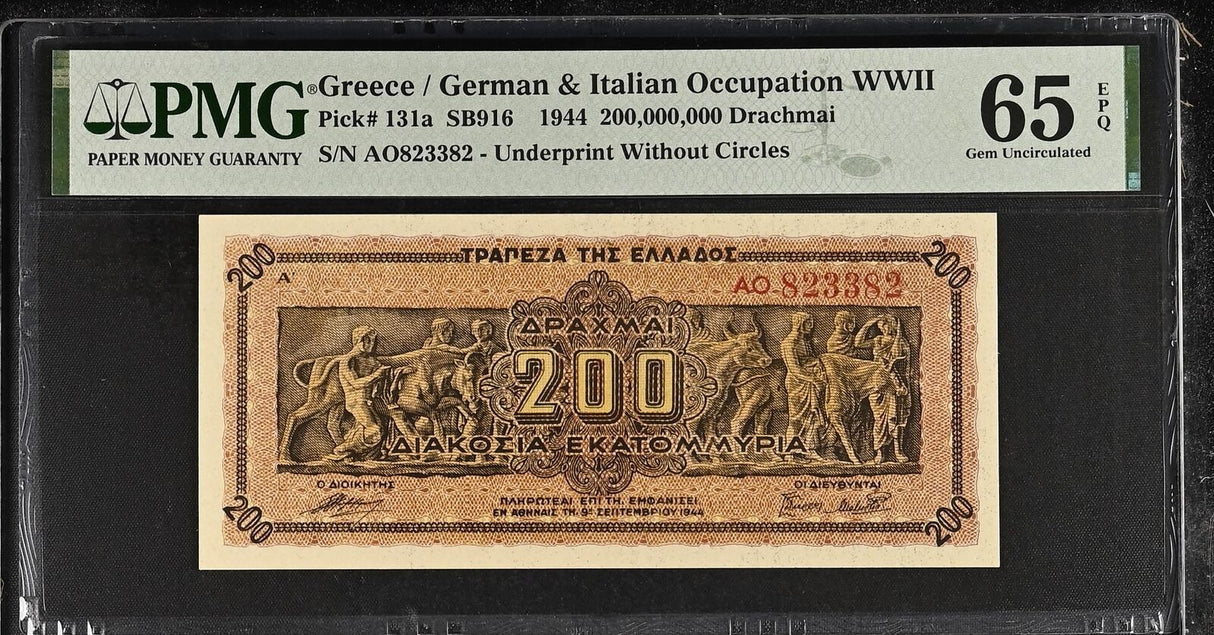 PMG®
PAPER MONEY GUARANTY
Greece / German & Italian Occupation WWII
Pick# 131a SB916 1944 200,000,000 Drachmai
S/N AO823382 - Underprint Without Circles
65
EPQ
Gem Uncirculated
200
ΤΡΑΠΕΖΑ ΤΗΣ ΕΛΛΑΔΟΣ
200
Α
ΑΟ 823382
ΔΡΑΧΜΑΙ
200
ΔΙΑΚΟΣΙΑ ΕΚΑΤΟΜΜΥΡΙΑ
Ο ΔΙΟΙΚΗΤΗΣ
ΟΙ ΔΙΕΥΘΥΝΤΑΙ
ΠΛΗΡΩΤΕΑΙ ΕΠΙ ΤΗ ΕΜΦΑΝΙΣΕΙ
ΕΝ ΑΘΗΝΑΙΣ ΤΗ 9ῃ ΣΕΠΤΕΜΒΡΙΟΥ 1944
200
200